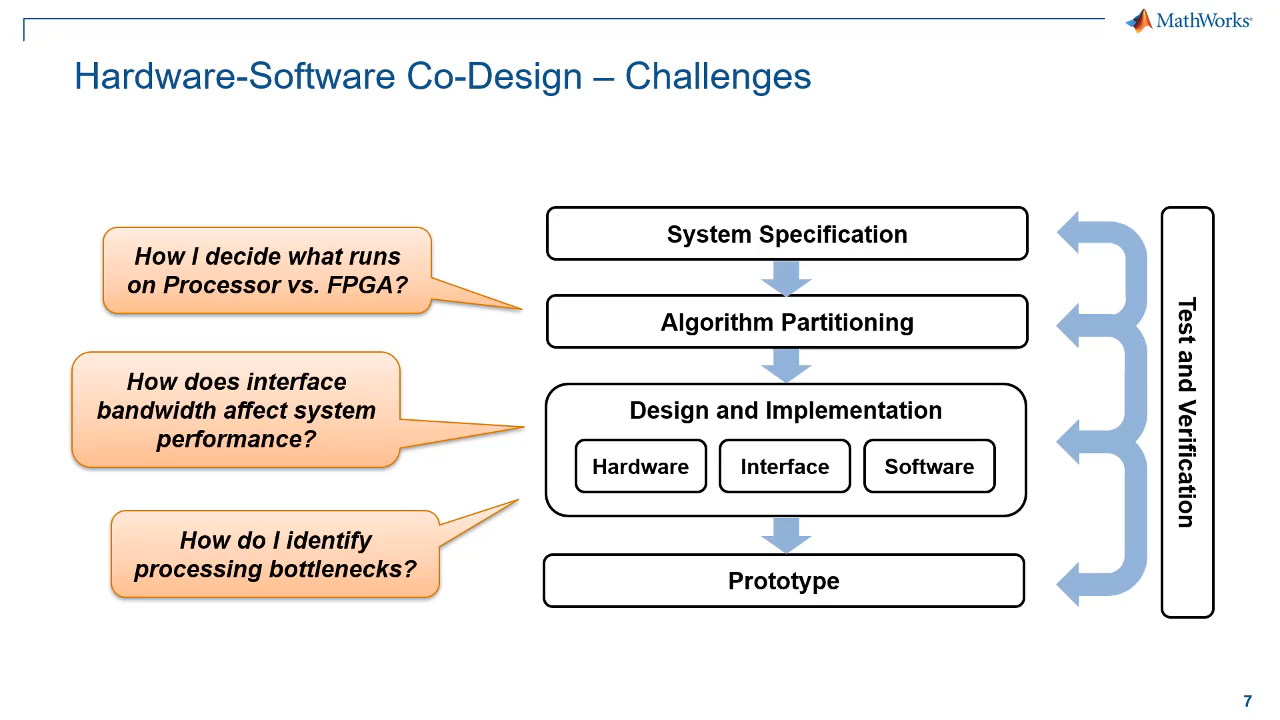 MathWorks
Hardware-Software Co-Design – Challenges
How I decide what runs
on Processor vs. FPGA?
How does interface
bandwidth affect system
performance?
How do I identify
processing bottlenecks?
System Specification
Algorithm Partitioning
Design and Implementation
Hardware
Interface
Software
Prototype
Test and Verification
7